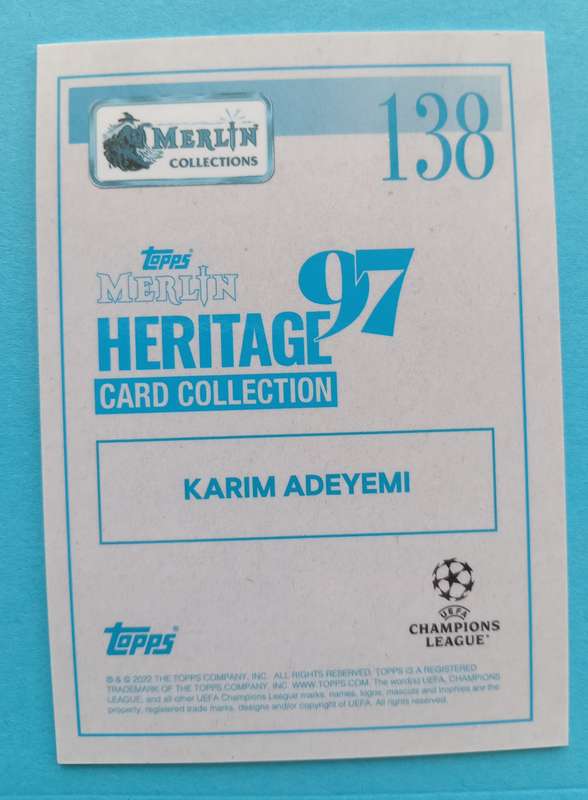 MERLIN
COLLECTIONS
138
Topps
MERLIN
HERITAGE 97
CARD COLLECTION
KARIM ADEYEMI
Topps
UEFA
CHAMPIONS
LEAGUE
® & © 2022 THE TOPPS COMPANY, INC. ALL RIGHTS RESERVED. TOPPS IS A REGISTERED
TRADEMARK OF THE TOPPS COMPANY, INC. WWW.TOPPS.COM. The word(s) UEFA, CHAMPIONS
LEAGUE, and all other UEFA Champions League marks, names, logos, mascots and trophies are the
property, registered trade marks, designs and/or copyright of UEFA. All rights reserved.